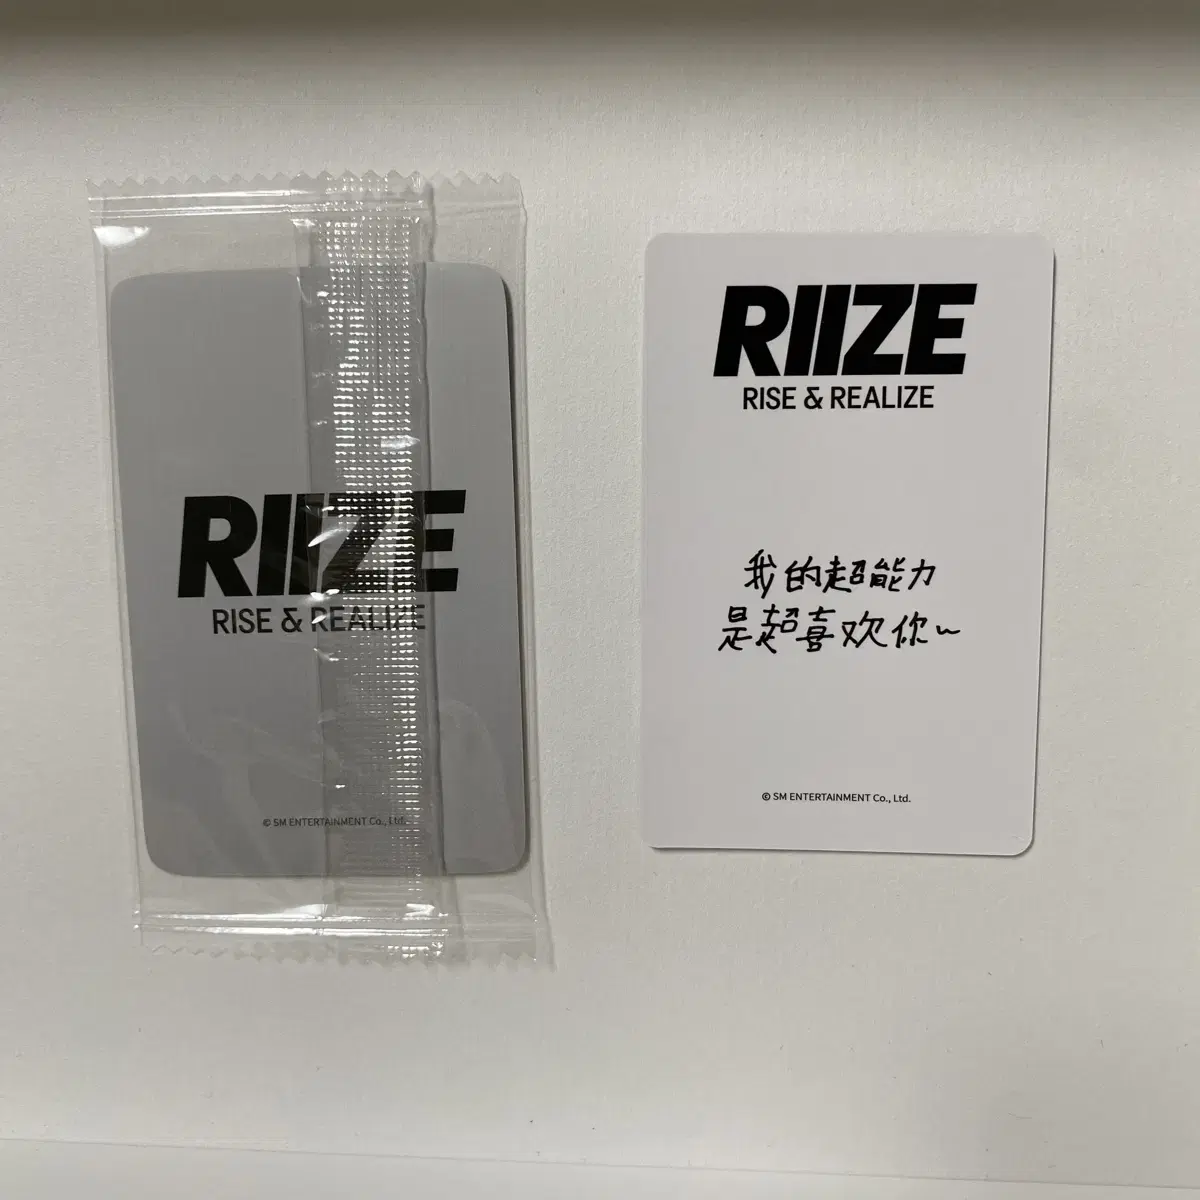 RIIZE
RISE & REALIZE
© SM ENTERTAINMENT Co., Ltd.
RIIZE
RISE & REALIZE
我的超能力
是超喜欢你~
© SM ENTERTAINMENT Co., Ltd.